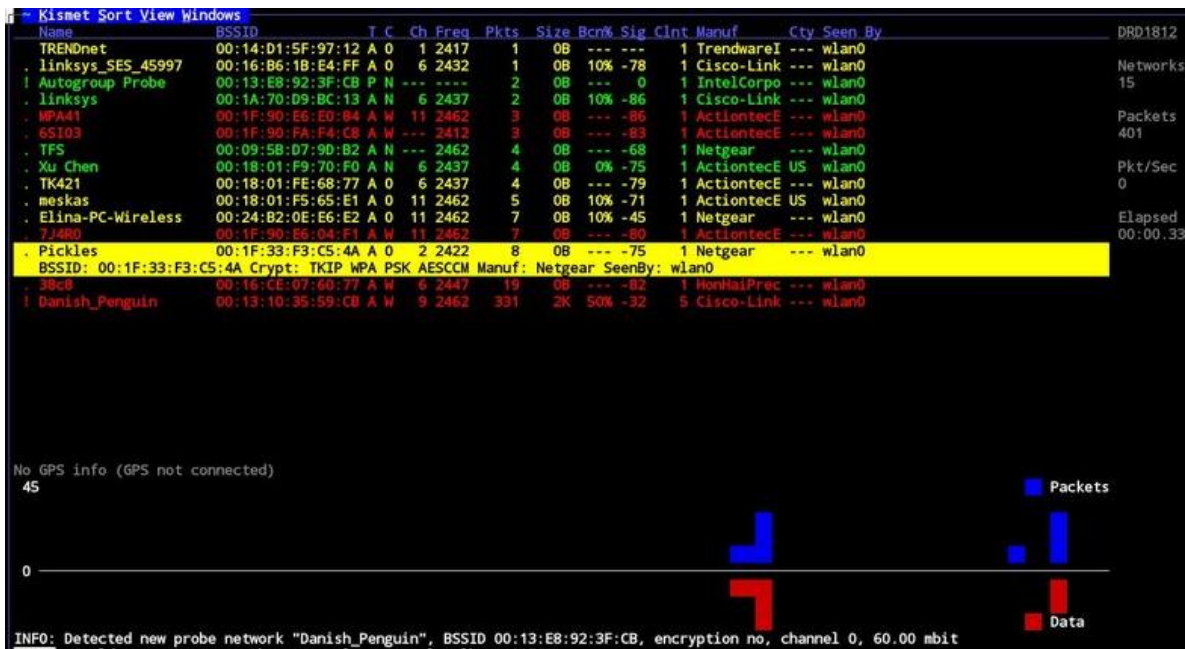 ~ Kismet Sort View Windows
Name BSSID T C Ch Freq Pkts Size Bcn% Sig Clnt Manuf Cty Seen By DRD1812
TRENDnet 00:14:D1:5F:97:12 A O 1 2417 1 0B --- --- 1 TrendwareI --- wlan0
. linksys_SES_45997 00:16:B6:1B:E4:FF A O 6 2432 1 0B 10% -78 1 Cisco-Link --- wlan0 Networks
! Autogroup Probe 00:13:E8:92:3F:CB P N --- ---- 2 0B --- 0 1 IntelCorpo --- wlan0 15
. linksys 00:1A:70:D9:BC:13 A N 6 2437 2 0B 10% -86 1 Cisco-Link --- wlan0
. MPA41 00:1F:90:E6:E0:84 A W 11 2462 3 0B --- -86 1 ActiontecE --- wlan0 Packets
. 6SI03 00:1F:90:FA:F4:C8 A W --- 2412 3 0B --- -83 1 ActiontecE --- wlan0 401
. TFS 00:09:5B:D7:9D:B2 A N --- 2462 4 0B --- -68 1 Netgear --- wlan0
. Xu Chen 00:18:01:F9:70:F0 A N 6 2437 4 0B 0% -75 1 ActiontecE US wlan0 Pkt/Sec
. TK421 00:18:01:FE:68:77 A O 6 2437 4 0B --- -79 1 ActiontecE --- wlan0 0
. meskas 00:18:01:F5:65:E1 A O 11 2462 5 0B 10% -71 1 ActiontecE US wlan0
. Elina-PC-Wireless 00:24:B2:0E:E6:E2 A O 11 2462 7 0B 10% -45 1 Netgear --- wlan0 Elapsed
. 7J4R0 00:1F:90:E6:04:F1 A W 11 2462 7 0B --- -80 1 ActiontecE --- wlan0 00:00.33
. Pickles 00:1F:33:F3:C5:4A A O 2 2422 8 0B --- -75 1 Netgear --- wlan0
BSSID: 00:1F:33:F3:C5:4A Crypt: TKIP WPA PSK AESCCM Manuf: Netgear SeenBy: wlan0
. 38c8 00:16:CE:07:60:77 A W 6 2447 19 0B --- -82 1 HonHaiPrec --- wlan0
! Danish_Penguin 00:13:10:35:59:CB A W 9 2462 331 2K 50% -32 5 Cisco-Link --- wlan0
No GPS info (GPS not connected)
45 Packets
0
Data
INFO: Detected new probe network "Danish_Penguin", BSSID 00:13:E8:92:3F:CB, encryption no, channel 0, 60.00 mbit